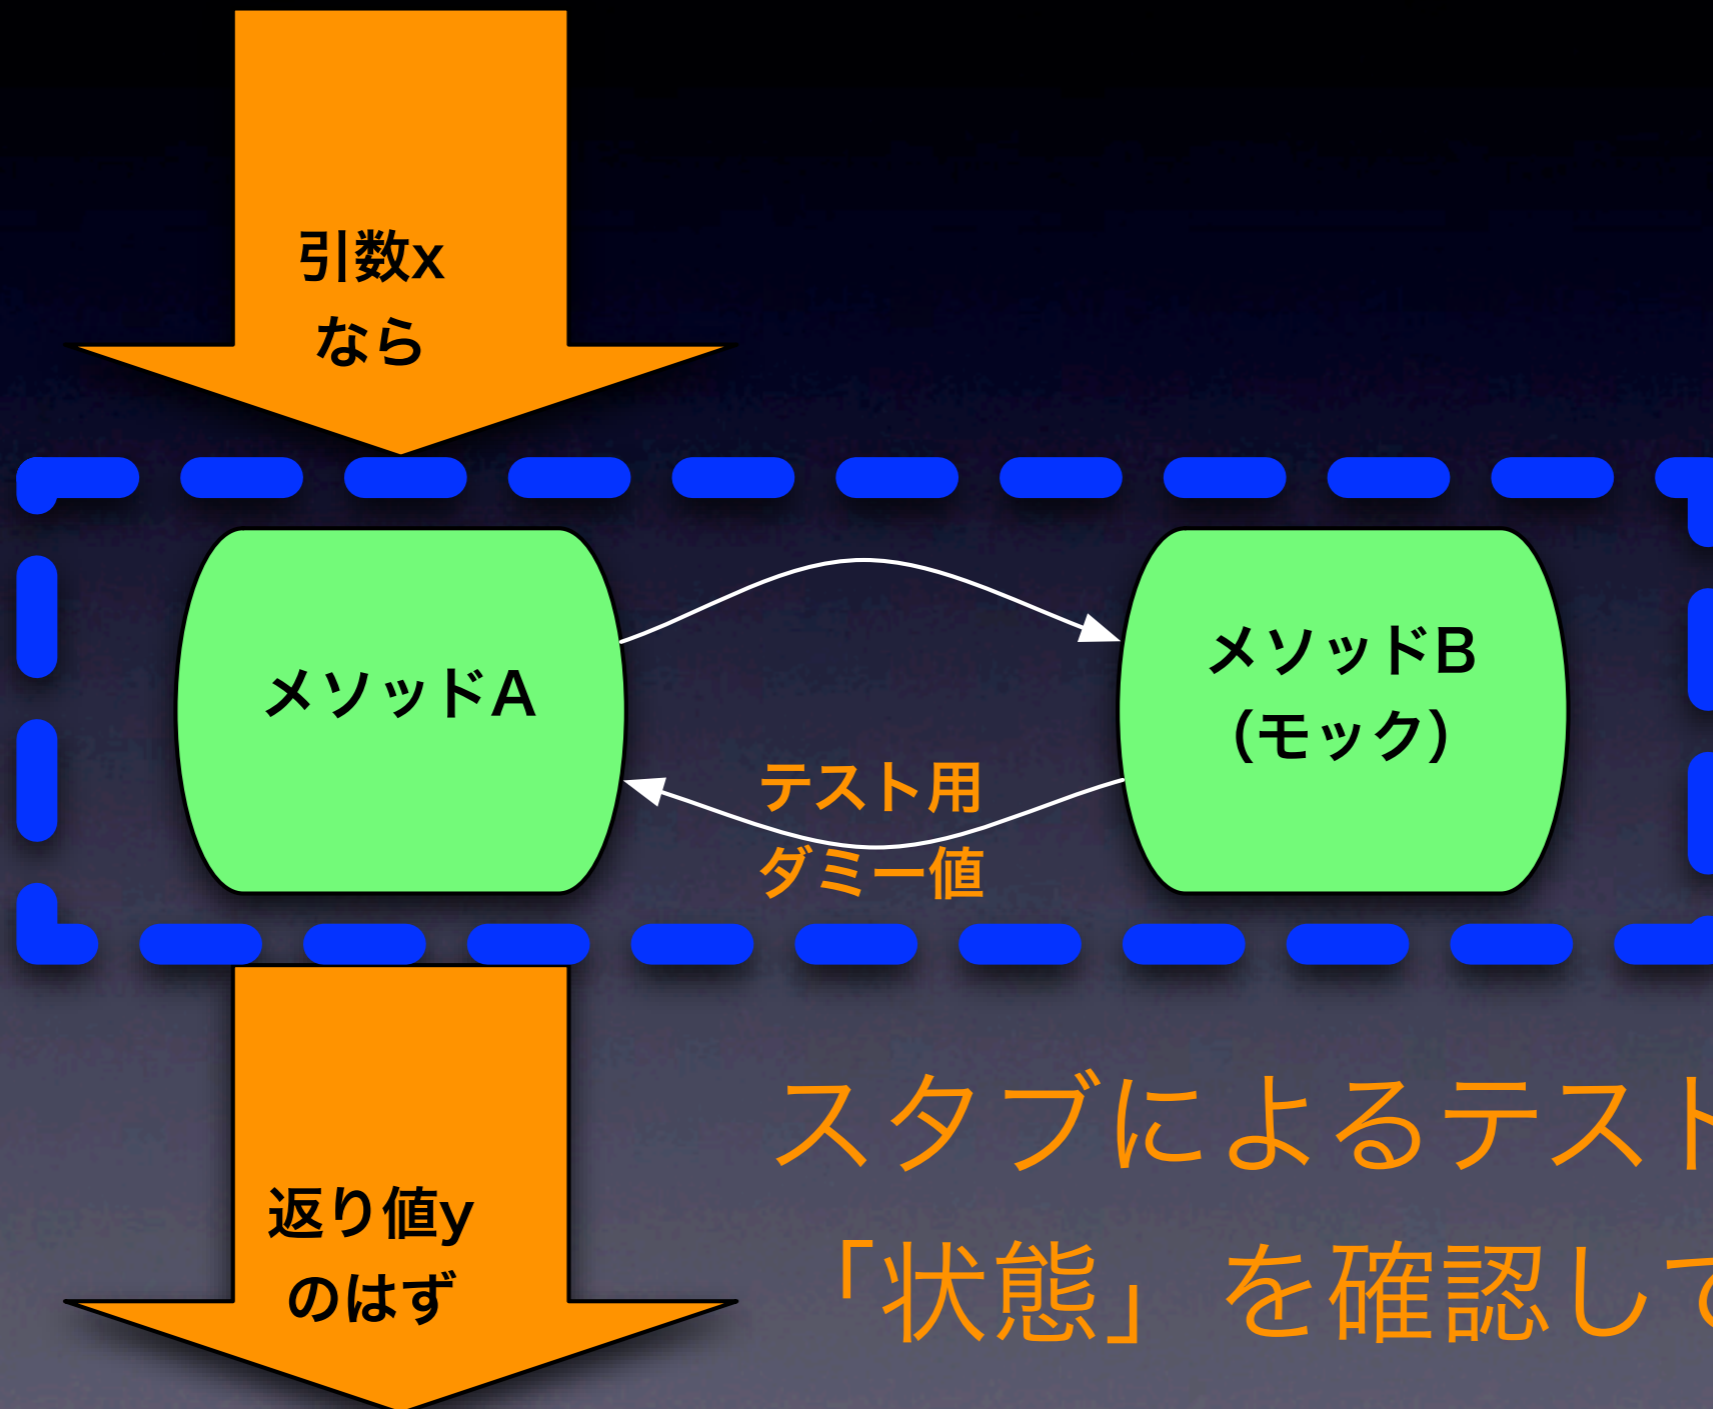 引数x
なら
メソッドA
メソッドB
(モック)
テスト用
ダミー値
スタブによるテスト
「状態」を確認して
返り値y
のはず